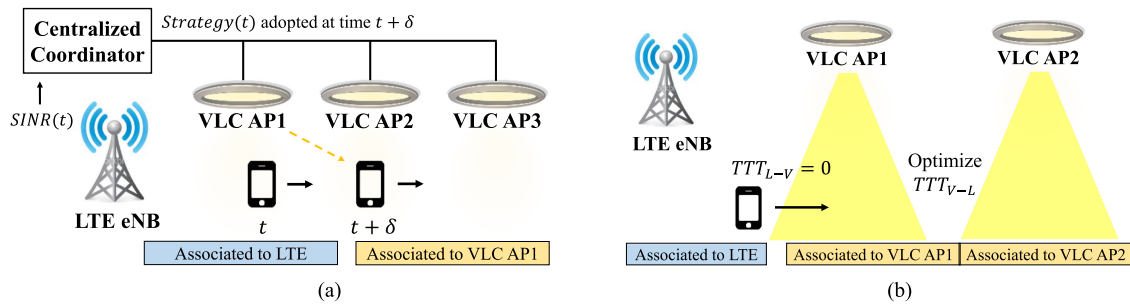 Strategy(t) adopted at time t + δ
Centralized
Coordinator
SINR(t)
VLC AP1
VLC AP2
VLC AP3
LTE eNB
t
t + δ
Associated to LTE
Associated to VLC AP1
(a)
VLC AP1
VLC AP2
LTE eNB
TTT_{L−V} = 0
Optimize
TTT_{V−L}
Associated to LTE
Associated to VLC AP1
Associated to VLC AP2
(b)